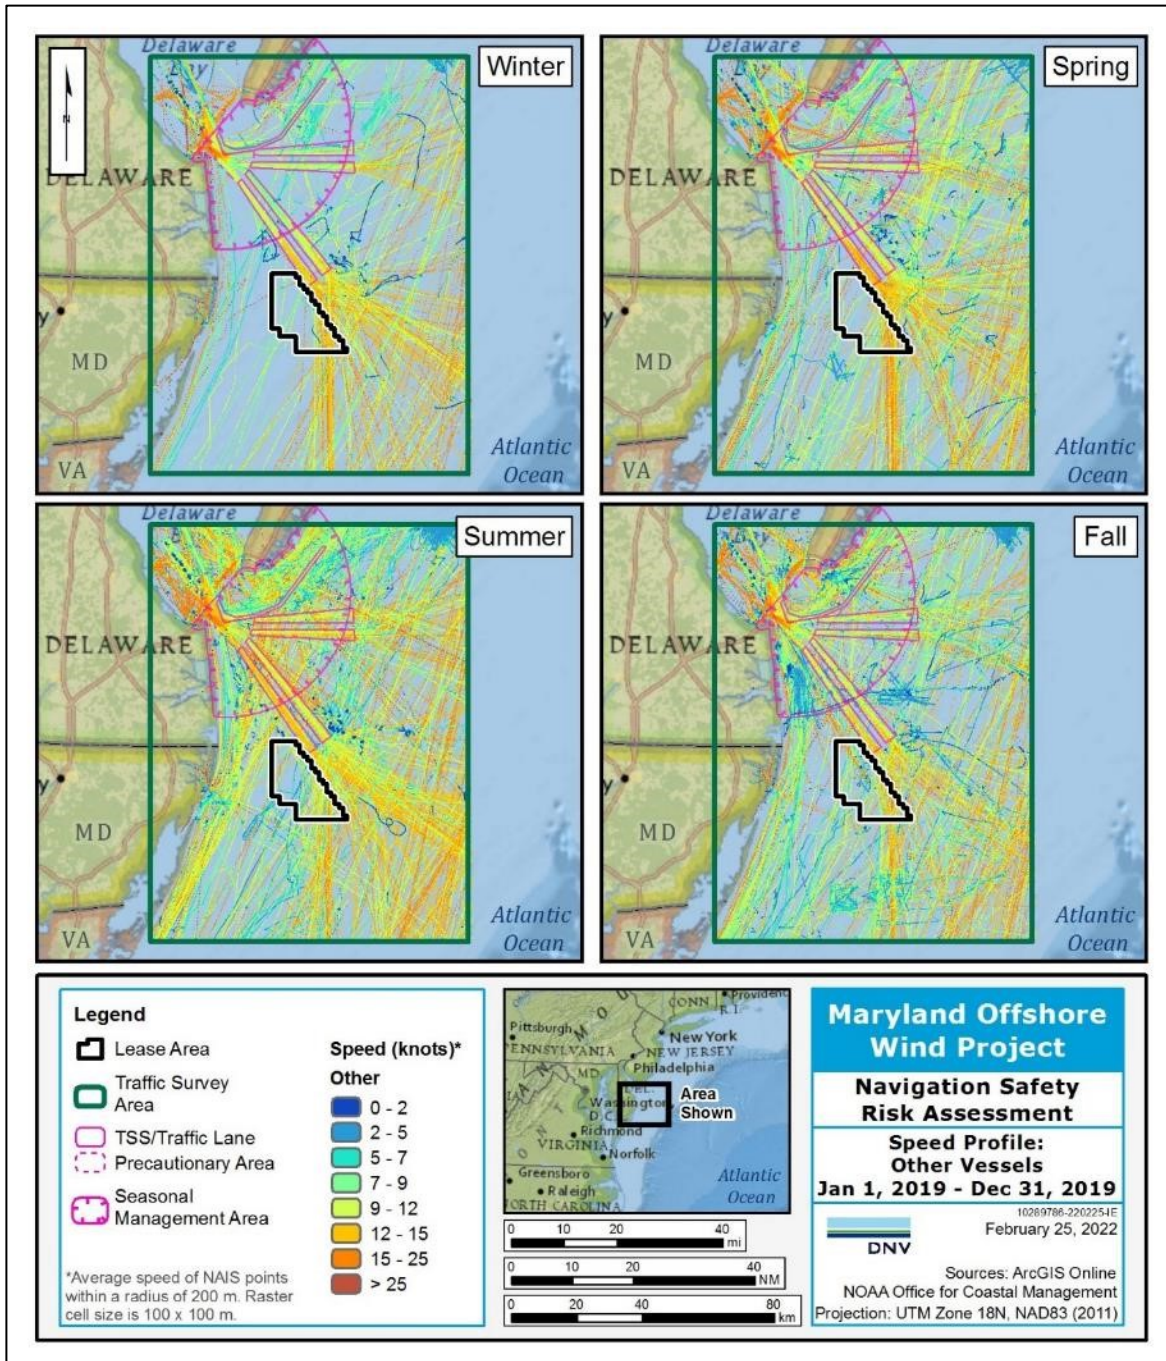 Delaware
Bay
Winter
N
DELAWARE
MD
VA
Atlantic
Ocean
Delaware
Spring
DELAWARE
MD
VA
Atlantic
Ocean
Delaware
Summer
DELAWARE
MD
VA
Atlantic
Ocean
Delaware
Fall
DELAWARE
MD
VA
Atlantic
Ocean
Legend
Lease Area
Traffic Survey
Area
TSS/Traffic Lane
Precautionary Area
Seasonal
Management Area
*Average speed of NAIS points
within a radius of 200 m. Raster
cell size is 100 x 100 m.
Speed (knots)*
Other
0 - 2
2 - 5
5 - 7
7 - 9
9 - 12
12 - 15
15 - 25
> 25
CONN
Providenc
R.I.
Pittsburgh
New York
PENNSYLVANIA
NEW JERSEY
Philadelphia
MD.
DEL.
Washington
D.C.
Area
Shown
Richmond
VIRGINIA
Norfolk
Greensboro
Raleigh
NORTH CAROLINA
Atlantic
Ocean
0 10 20 40
mi
0 10 20 40
NM
0 20 40 80
km
Maryland Offshore
Wind Project
Navigation Safety
Risk Assessment
Speed Profile:
Other Vessels
Jan 1, 2019 - Dec 31, 2019
February 25, 2022
DNV
Sources: ArcGIS Online
NOAA Office for Coastal Management
Projection: UTM Zone 18N, NAD83 (2011)